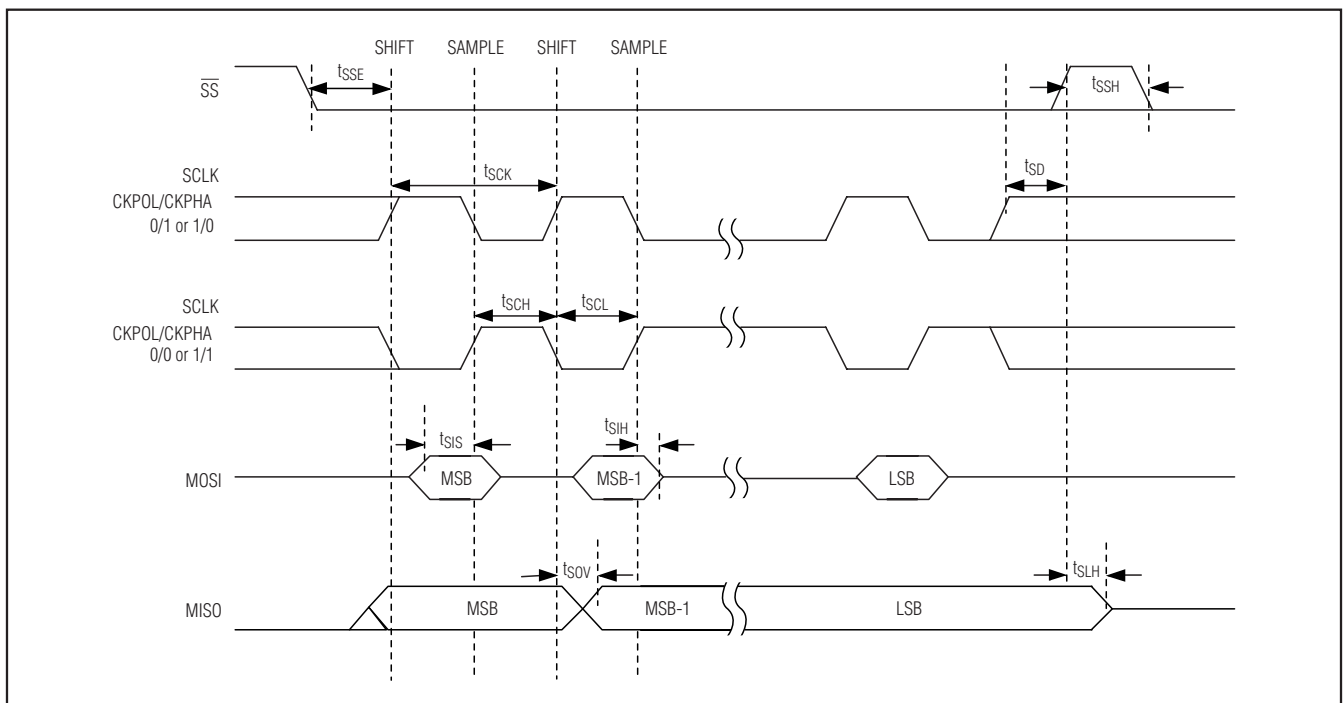 SHIFT SAMPLE SHIFT SAMPLE
SS
tSSE
tSSH
SCLK
CKPOL/CKPHA
0/1 or 1/0
tSCK
tSD
SCLK
CKPOL/CKPHA
0/0 or 1/1
tSCH
tSCL
tSIS
tSIH
MOSI
MSB
MSB-1
LSB
tSOV
tSLH
MISO
MSB
MSB-1
LSB